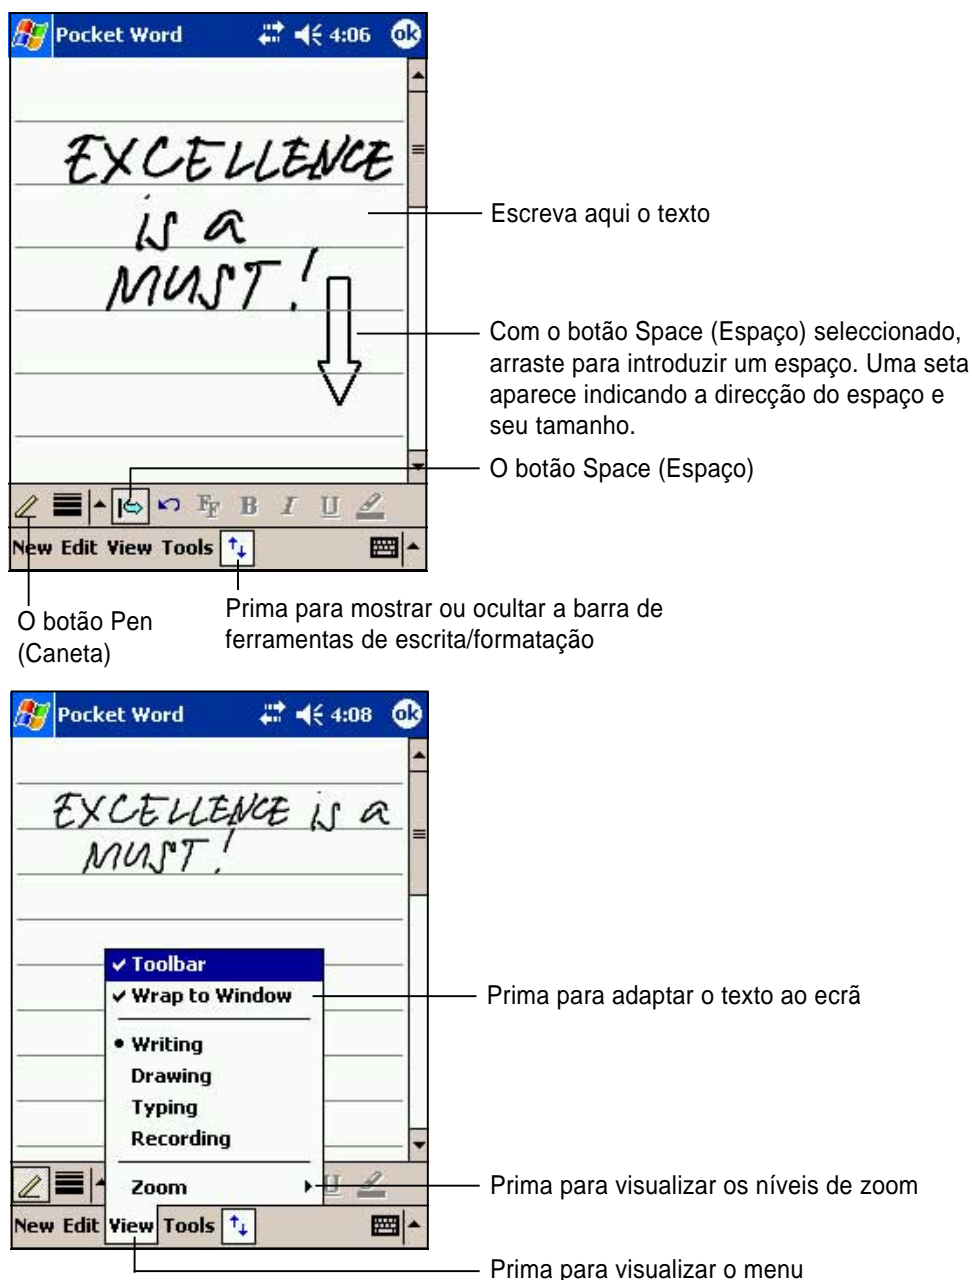 Pocket Word 4:06 ok
EXCELLENCE
is a
MUST!
Escreva aqui o texto
Com o botão Space (Espaço) seleccionado,
arraste para introduzir um espaço. Uma seta
aparece indicando a direcção do espaço e
seu tamanho.
O botão Space (Espaço)
FF B I U
New Edit View Tools
O botão Pen
(Caneta)
Prima para mostrar ou ocultar a barra de
ferramentas de escrita/formatação
Pocket Word 4:08 ok
EXCELLENCE is a
MUST!
Toolbar
Wrap to Window
Prima para adaptar o texto ao ecrã
Writing
Drawing
Typing
Recording
Zoom
U
Prima para visualizar os níveis de zoom
New Edit View Tools
Prima para visualizar o menu